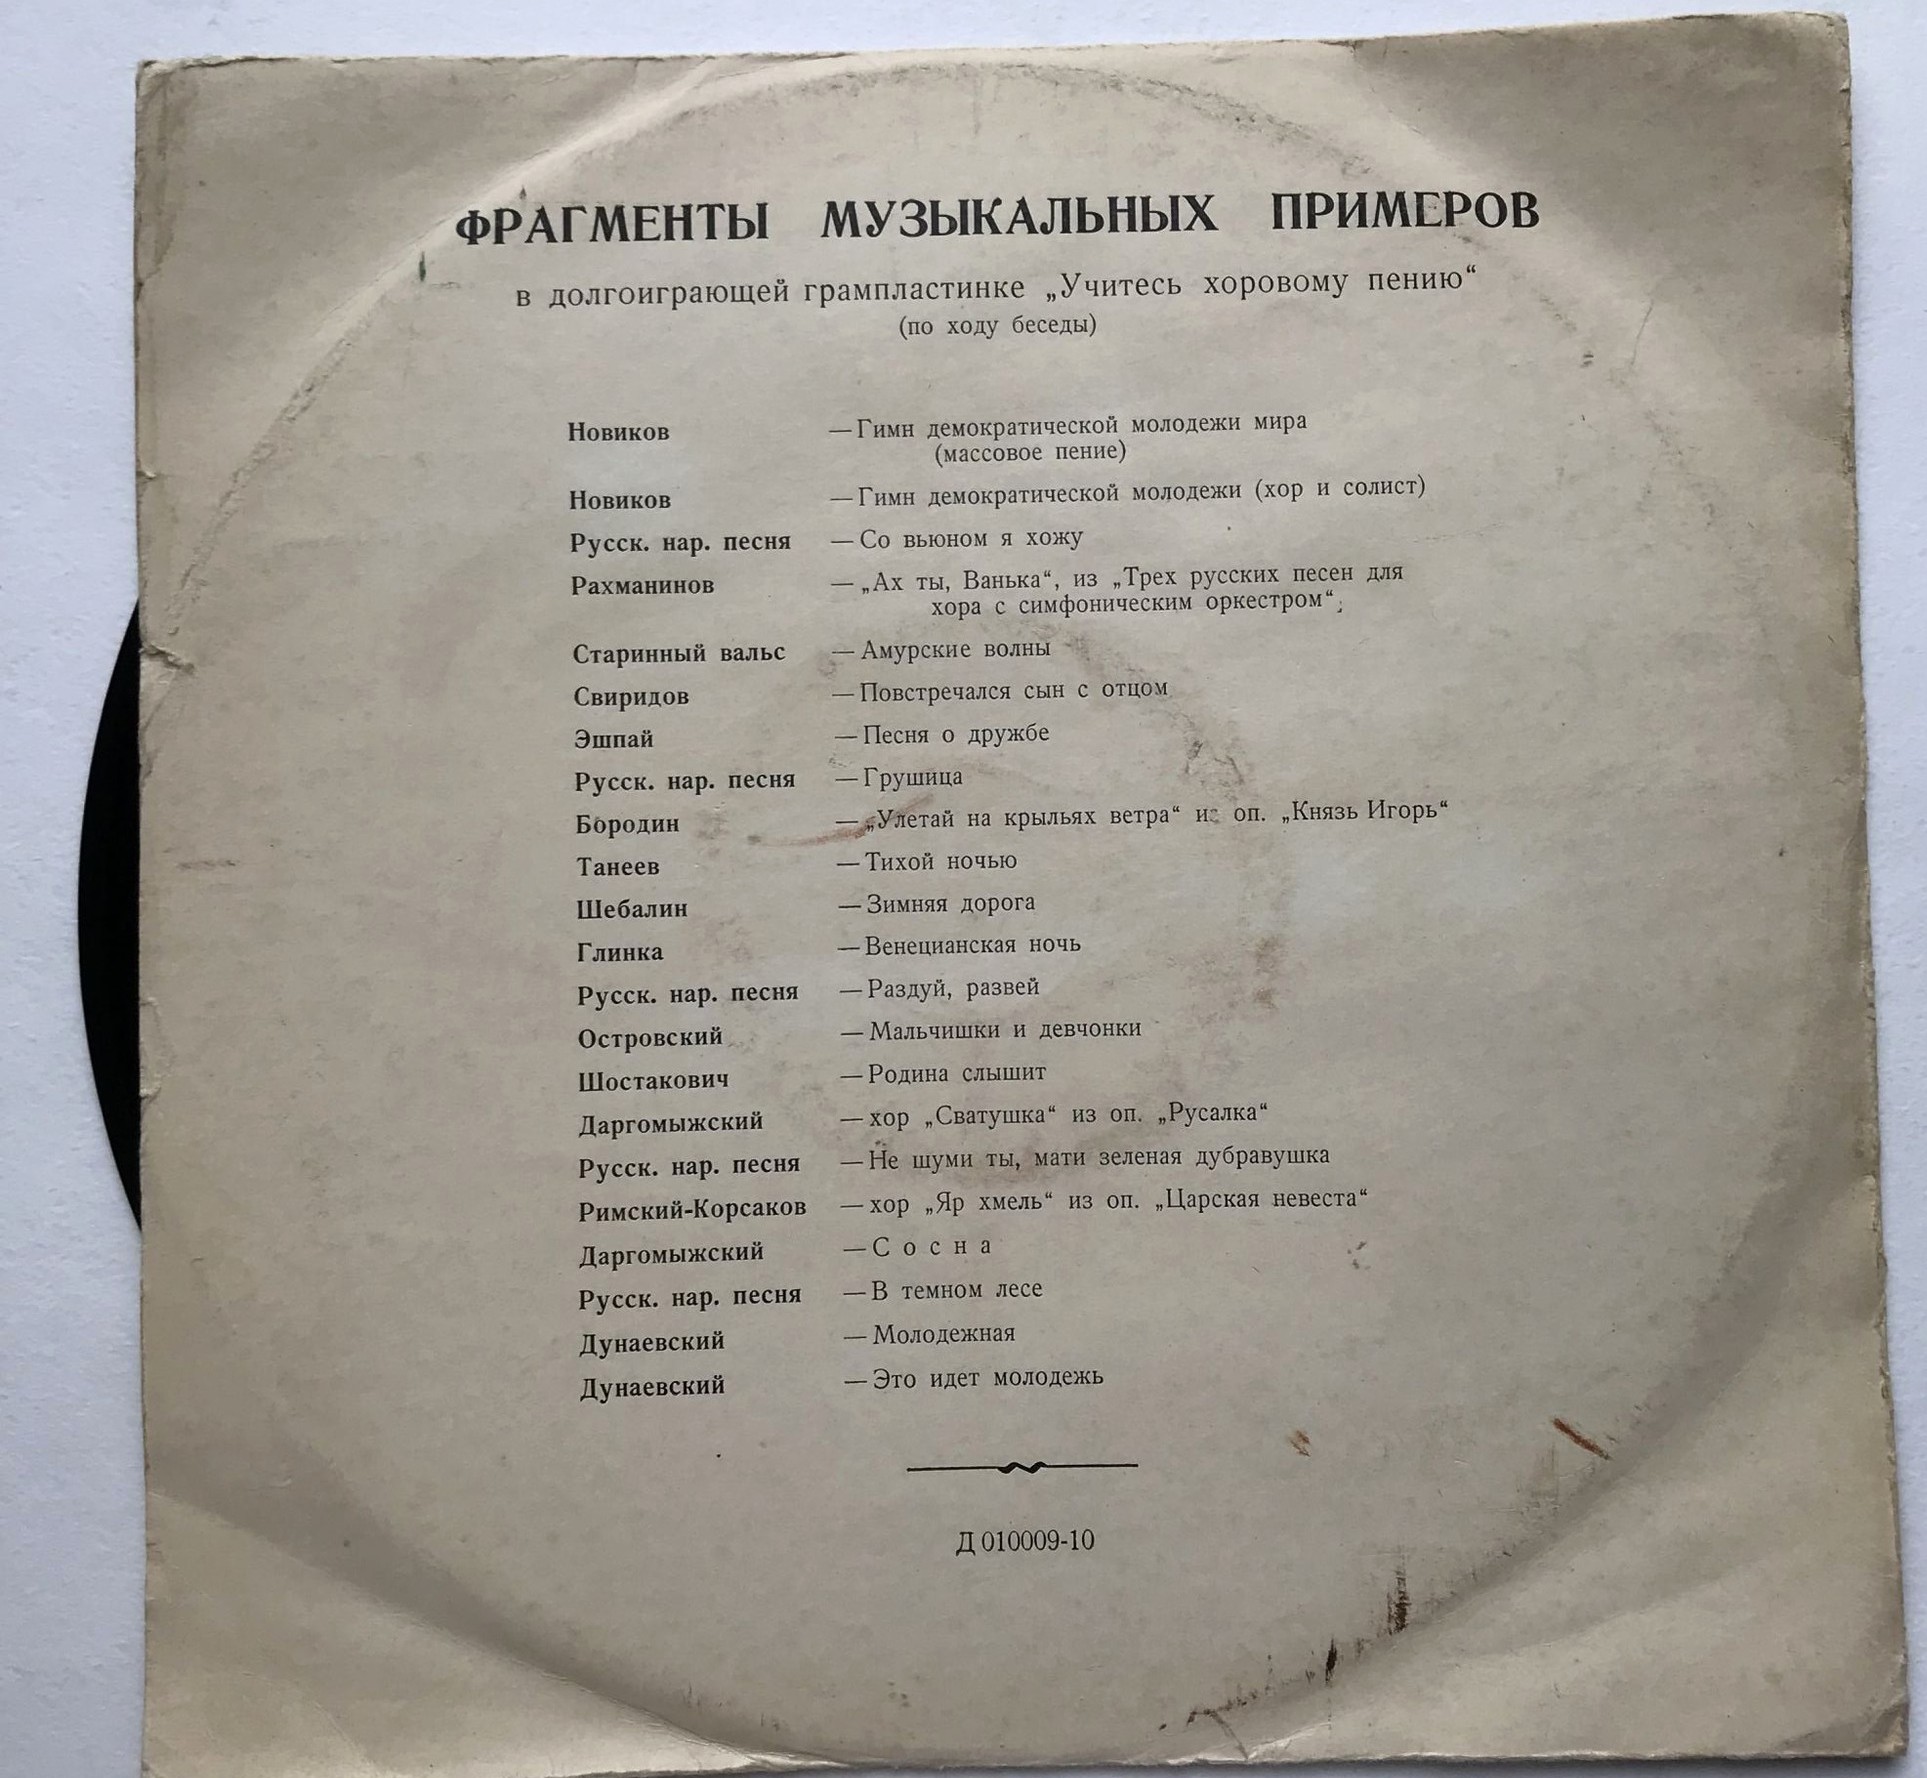 ФРАГМЕНТЫ МУЗЫКАЛЬНЫХ ПРИМЕРОВ
в долгоиграющей грампластинке „Учитесь хоровому пению“
(по ходу беседы)
Новиков — Гимн демократической молодежи мира
(массовое пение)
Новиков — Гимн демократической молодежи (хор и солист)
Русск. нар. песня — Со вьюном я хожу
Рахманинов — „Ах ты, Ванька“, из „Трех русских песен для
хора с симфоническим оркестром“;
Старинный вальс — Амурские волны
Свиридов — Повстречался сын с отцом
Эшпай — Песня о дружбе
Русск. нар. песня — Грушица
Бородин — „Улетай на крыльях ветра“ из оп. „Князь Игорь“
Танеев — Тихой ночью
Шебалин — Зимняя дорога
Глинка — Венецианская ночь
Русск. нар. песня — Раздуй, развей
Островский — Мальчишки и девчонки
Шостакович — Родина слышит
Даргомыжский — хор „Сватушка“ из оп. „Русалка“
Русск. нар. песня — Не шуми ты, мати зеленая дубравушка
Римский-Корсаков — хор „Яр хмель“ из оп. „Царская невеста“
Даргомыжский — Сосна
Русск. нар. песня — В темном лесе
Дунаевский — Молодежная
Дунаевский — Это идет молодежь
Д 010009-10